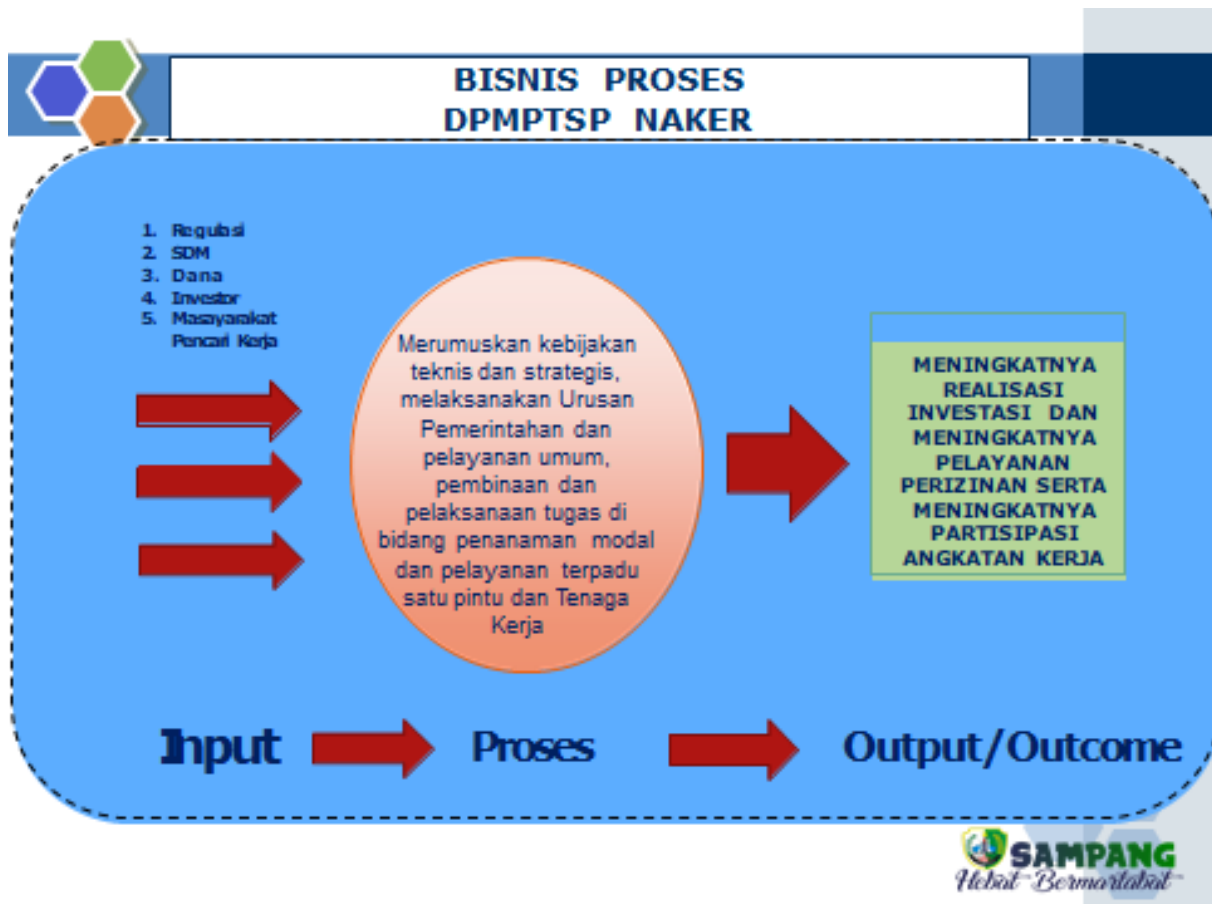 BISNIS PROSES
DPMPTSP NAKER
1. Regulasi
2. SDM
3. Dana
4. Investor
5. Masayarakat
Pencari Kerja
Merumuskan kebijakan
teknis dan strategis,
melaksanakan Urusan
Pemerintahan dan
pelayanan umum,
pembinaan dan
pelaksanaan tugas di
bidang penanaman modal
dan pelayanan terpadu
satu pintu dan Tenaga
Kerja
MENINGKATNYA
REALISASI
INVESTASI DAN
MENINGKATNYA
PELAYANAN
PERIZINAN SERTA
MENINGKATNYA
PARTISIPASI
ANGKATAN KERJA
Input
Proses
Output/Outcome
SAMPANG
Hebat Bermartabat